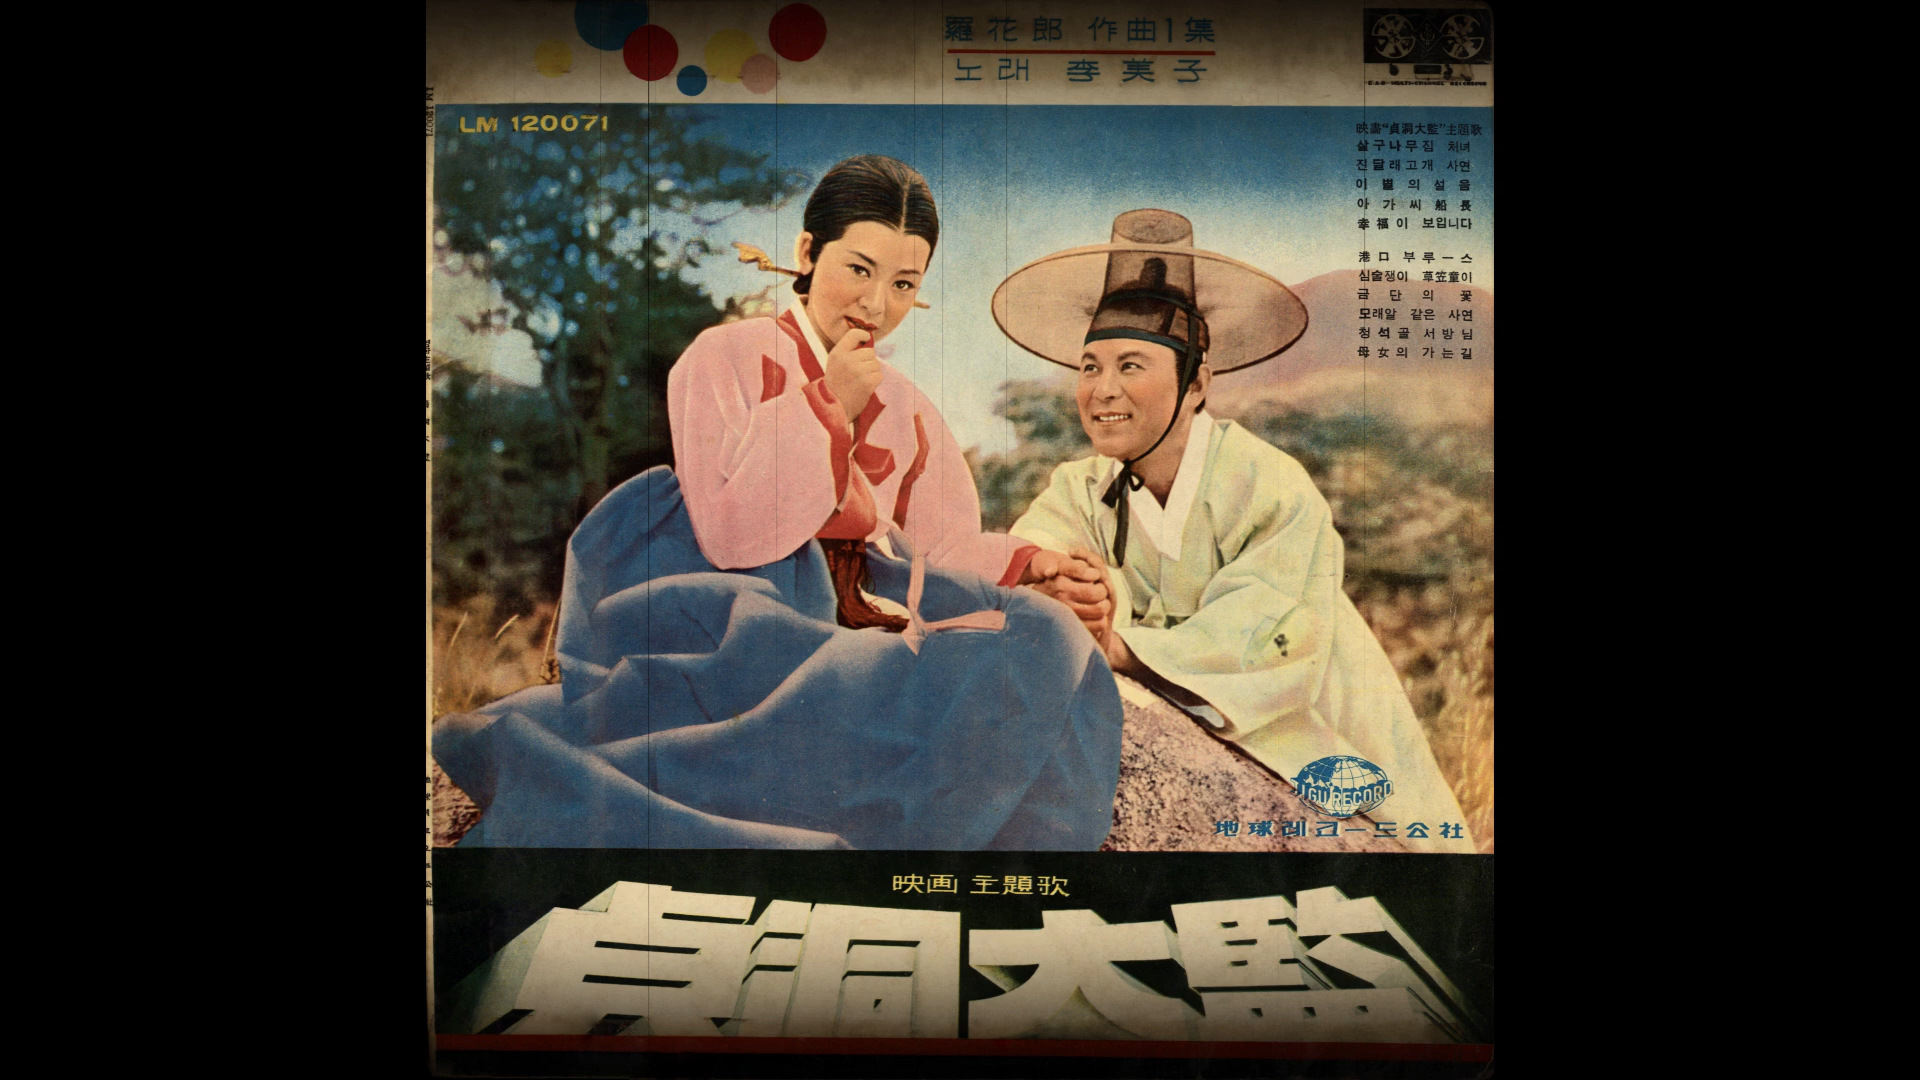 羅花郎 作曲1集
노래 李美子
LM 120071
映畵“貞洞大監”主題歌
살구나무집 처녀
진달래고개 사연
이별의 설음
아가씨 船長
幸福이 보입니다
港口 부루ー스
심술쟁이 草笠童이
금단의 꽃
모래알 같은 사연
청석골 서방님
母女의 가는길
JIGU RECORD
地球레코ー드公社
映画 主題歌
貞洞大監